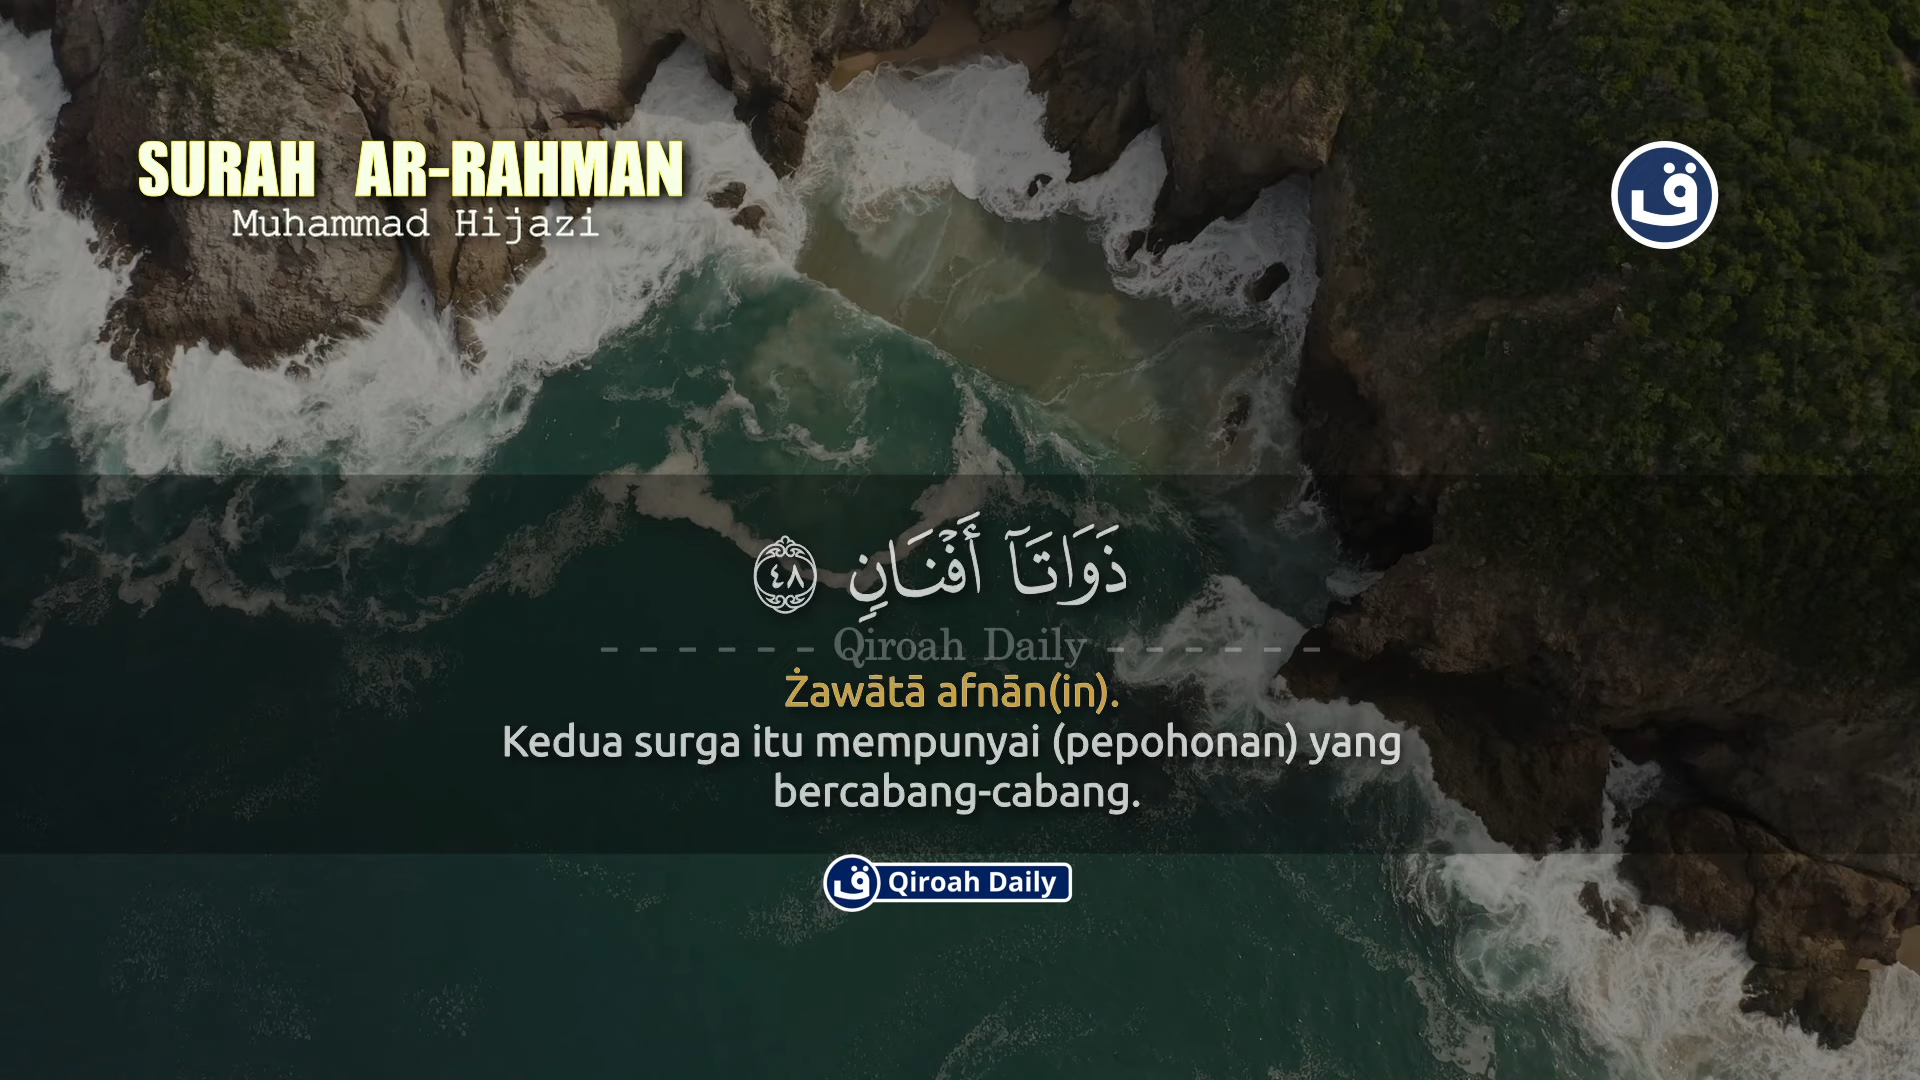 SURAH AR-RAHMAN
Muhammad Hijazi
ق
ذَوَاتَآ أَفْنَانٍ ٤٨
------ Qiroah Daily ------
Żawātā afnān(in).
Kedua surga itu mempunyai (pepohonan) yang
bercabang-cabang.
ق Qiroah Daily